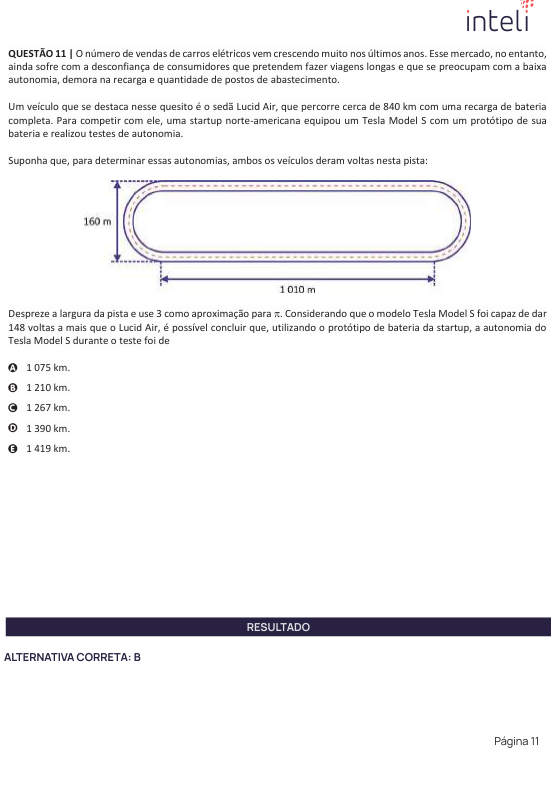 inteli
QUESTÃO 11 | O número de vendas de carros elétricos vem crescendo muito nos últimos anos. Esse mercado, no entanto,
ainda sofre com a desconfiança de consumidores que pretendem fazer viagens longas e que se preocupam com a baixa
autonomia, demora na recarga e quantidade de postos de abastecimento.
Um veículo que se destaca nesse quesito é o sedã Lucid Air, que percorre cerca de 840 km com uma recarga de bateria
completa. Para competir com ele, uma startup norte-americana equipou um Tesla Model S com um protótipo de sua
bateria e realizou testes de autonomia.
Suponha que, para determinar essas autonomias, ambos os veículos deram voltas nesta pista:
160 m
1 010 m
Despreze a largura da pista e use 3 como aproximação para π. Considerando que o modelo Tesla Model S foi capaz de dar
148 voltas a mais que o Lucid Air, é possível concluir que, utilizando o protótipo de bateria da startup, a autonomia do
Tesla Model S durante o teste foi de
A 1 075 km.
B 1 210 km.
C 1 267 km.
D 1 390 km.
E 1 419 km.
RESULTADO
ALTERNATIVA CORRETA: B
Página 11